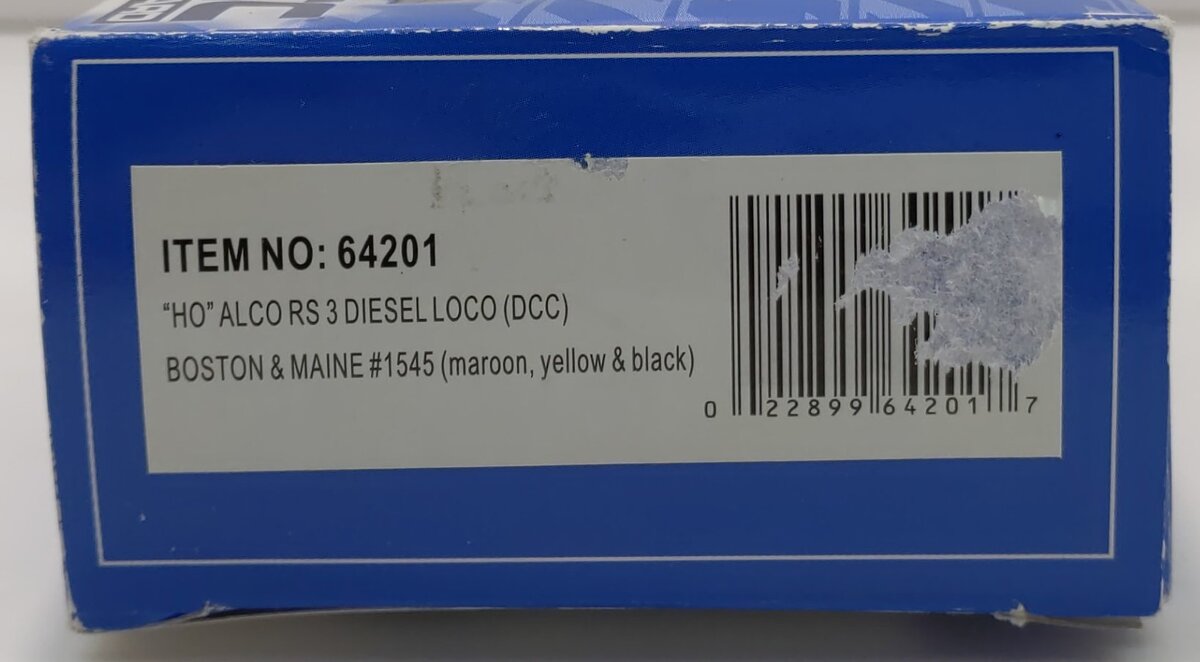 ITEM NO: 64201
“HO” ALCO RS 3 DIESEL LOCO (DCC)
BOSTON & MAINE #1545 (maroon, yellow & black)
0 22899 64201 7